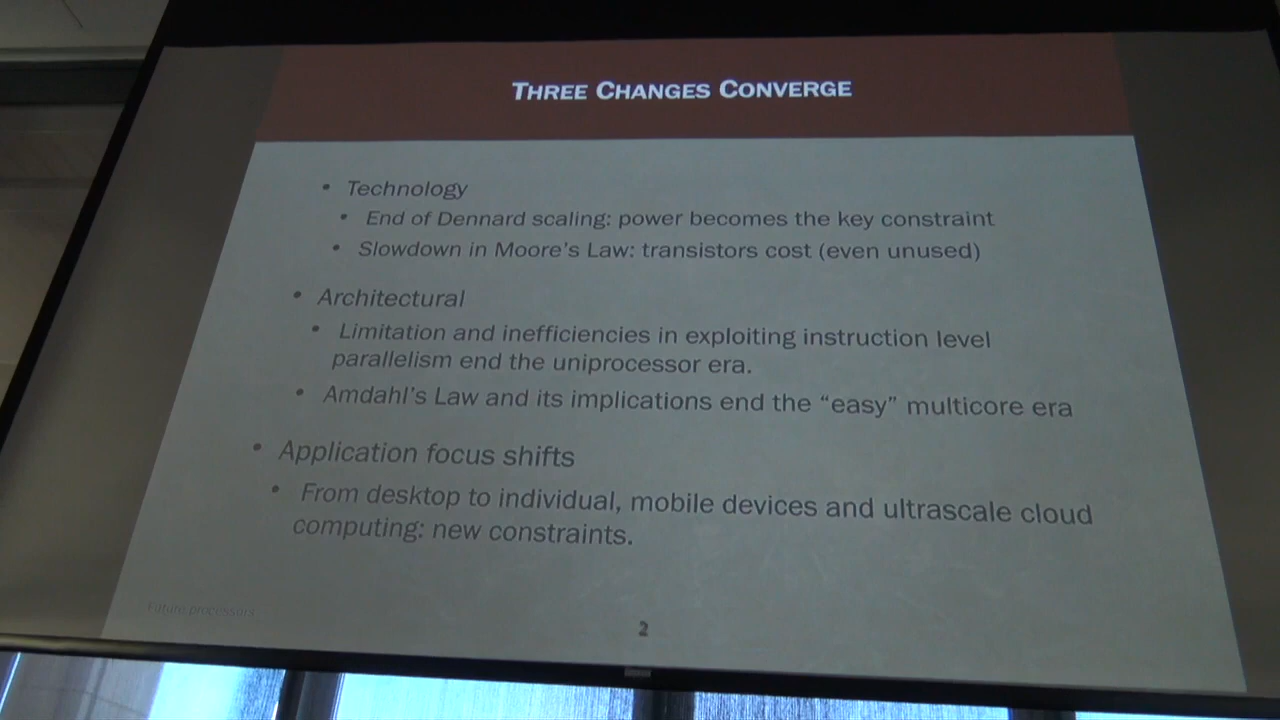 THREE CHANGES CONVERGE
• Technology
• End of Dennard scaling: power becomes the key constraint
• Slowdown in Moore's Law: transistors cost (even unused)
• Architectural
• Limitation and inefficiencies in exploiting instruction level
parallelism end the uniprocessor era.
• Amdahl's Law and its implications end the “easy” multicore era
• Application focus shifts
• From desktop to individual, mobile devices and ultrascale cloud
computing: new constraints.
Future processors
2